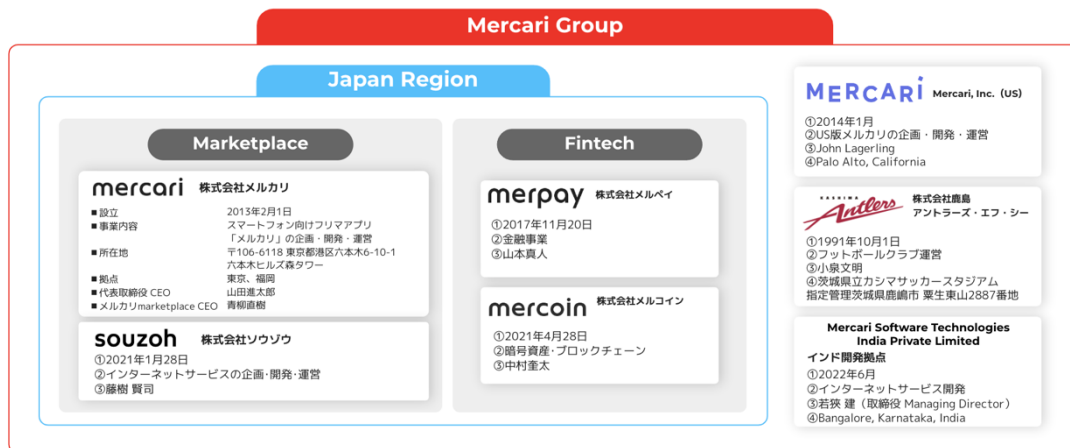 Mercari Group
Japan Region
Marketplace
mercari 株式会社メルカリ
■設立 2013年2月1日
■事業内容 スマートフォン向けフリマアプリ
「メルカリ」の企画・開発・運営
■所在地 〒106-6118 東京都港区六本木6-10-1
六本木ヒルズ森タワー
■拠点 東京、福岡
■代表取締役 CEO 山田進太郎
■メルカリmarketplace CEO 青柳直樹
souzoh 株式会社ソウゾウ
①2021年1月28日
②インターネットサービスの企画・開発・運営
③藤樹 賢司
Fintech
merpay 株式会社メルペイ
①2017年11月20日
②金融事業
③山本真人
mercoin 株式会社メルコイン
①2021年4月28日
②暗号資産・ブロックチェーン
③中村奎太
MERCARI Mercari, Inc. (US)
①2014年1月
②US版メルカリの企画・開発・運営
③John Lagerling
④Palo Alto, California
KASHIMA
Antlers
株式会社鹿島
アントラーズ・エフ・シー
①1991年10月1日
②フットボールクラブ運営
③小泉文明
④茨城県立カシマサッカースタジアム
指定管理茨城県鹿嶋市 粟生東山2887番地
Mercari Software Technologies
India Private Limited
インド開発拠点
①2022年6月
②インターネットサービス開発
③若狹 建（取締役 Managing Director）
④Bangalore, Karnataka, India